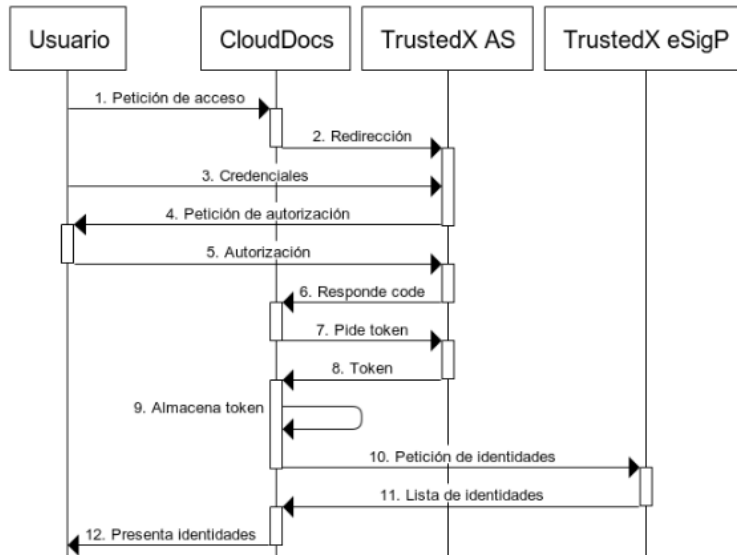 Usuario
CloudDocs
TrustedX AS
TrustedX eSigP
1. Petición de acceso
2. Redirección
3. Credenciales
4. Petición de autorización
5. Autorización
6. Responde code
7. Pide token
8. Token
9. Almacena token
10. Petición de identidades
11. Lista de identidades
12. Presenta identidades